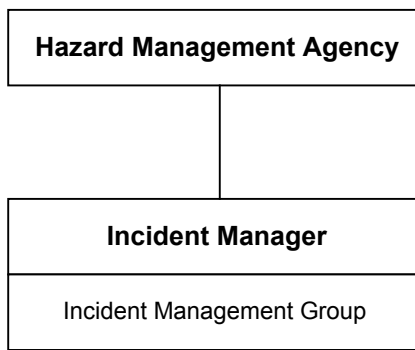 Hazard Management Agency
Incident Manager
Incident Management Group